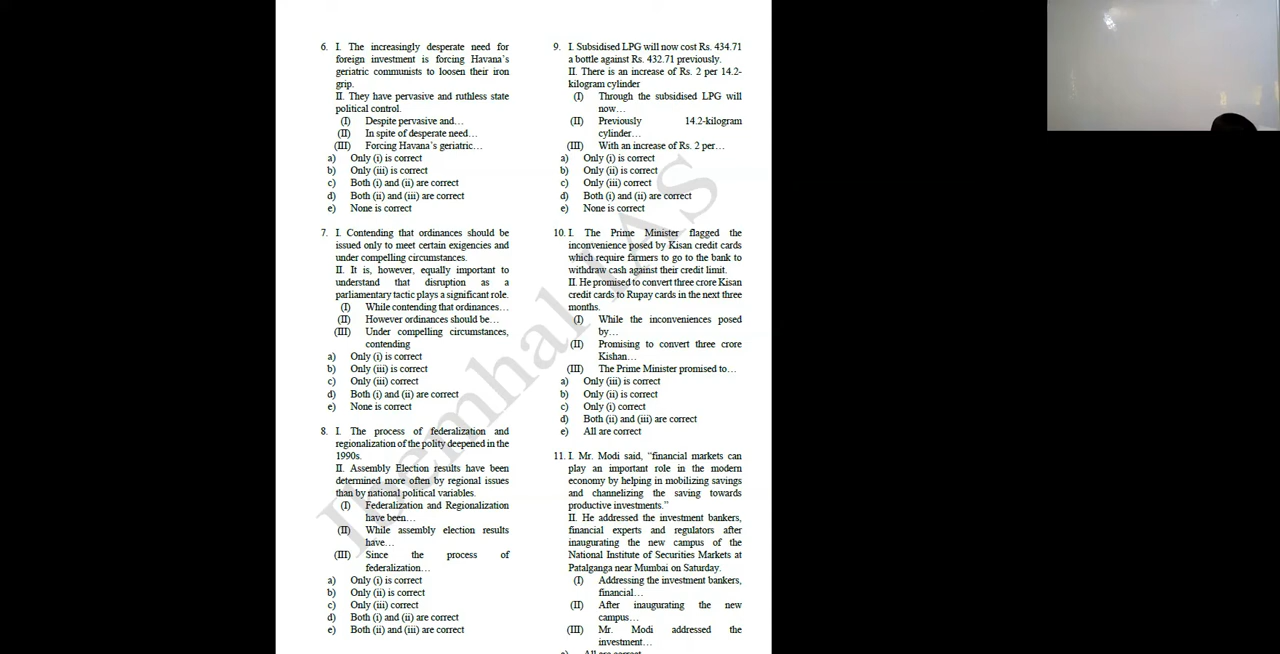 6. I. The increasingly desperate need for
foreign investment is forcing Havana's
geriatric communists to loosen their iron
grip.
II. They have pervasive and ruthless state
political control.
(I) Despite pervasive and…
(II) In spite of desperate need…
(III) Forcing Havana's geriatric…
a) Only (i) is correct
b) Only (iii) is correct
c) Both (i) and (ii) are correct
d) Both (ii) and (iii) are correct
e) None is correct
7. I. Contending that ordinances should be
issued only to meet certain exigencies and
under compelling circumstances.
II. It is, however, equally important to
understand that disruption as a
parliamentary tactic plays a significant role.
(I) While contending that ordinances…
(II) However ordinances should be…
(III) Under compelling circumstances,
contending
a) Only (i) is correct
b) Only (iii) is correct
c) Only (iii) correct
d) Both (i) and (ii) are correct
e) None is correct
8. I. The process of federalization and
regionalization of the polity deepened in the
1990s.
II. Assembly Election results have been
determined more often by regional issues
than by national political variables.
(I) Federalization and Regionalization
have been…
(II) While assembly election results
have…
(III) Since the process of
federalization…
a) Only (i) is correct
b) Only (ii) is correct
c) Only (iii) correct
d) Both (i) and (ii) are correct
e) Both (ii) and (iii) are correct
9. I. Subsidised LPG will now cost Rs. 434.71
a bottle against Rs. 432.71 previously.
II. There is an increase of Rs. 2 per 14.2-
kilogram cylinder
(I) Through the subsidised LPG will
now…
(II) Previously 14.2-kilogram
cylinder…
(III) With an increase of Rs. 2 per…
a) Only (i) is correct
b) Only (ii) is correct
c) Only (iii) correct
d) Both (i) and (ii) are correct
e) None is correct
10. I. The Prime Minister flagged the
inconvenience posed by Kisan credit cards
which require farmers to go to the bank to
withdraw cash against their credit limit.
II. He promised to convert three crore Kisan
credit cards to Rupay cards in the next three
months.
(I) While the inconveniences posed
by…
(II) Promising to convert three crore
Kishan…
(III) The Prime Minister promised to…
a) Only (iii) is correct
b) Only (ii) is correct
c) Only (i) correct
d) Both (ii) and (iii) are correct
e) All are correct
11. I. Mr. Modi said, "financial markets can
play an important role in the modern
economy by helping in mobilizing savings
and channelizing the saving towards
productive investments."
II. He addressed the investment bankers,
financial experts and regulators after
inaugurating the new campus of the
National Institute of Securities Markets at
Patalganga near Mumbai on Saturday.
(I) Addressing the investment bankers,
financial…
(II) After inaugurating the new
campus…
(III) Mr. Modi addressed the
investment…
a) All are correct